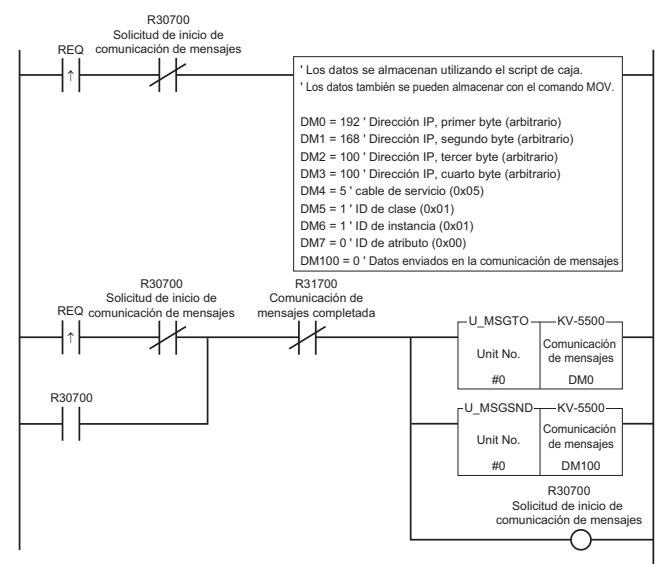 R30700
Solicitud de inicio de
comunicación de mensajes
REQ
↑
' Los datos se almacenan utilizando el script de caja.
' Los datos también se pueden almacenar con el comando MOV.
DM0 = 192 ' Dirección IP, primer byte (arbitrario)
DM1 = 168 ' Dirección IP, segundo byte (arbitrario)
DM2 = 100 ' Dirección IP, tercer byte (arbitrario)
DM3 = 100 ' Dirección IP, cuarto byte (arbitrario)
DM4 = 5 ' cable de servicio (0x05)
DM5 = 1 ' ID de clase (0x01)
DM6 = 1 ' ID de instancia (0x01)
DM7 = 0 ' ID de atributo (0x00)
DM100 = 0 ' Datos enviados en la comunicación de mensajes
R30700
Solicitud de inicio de
comunicación de mensajes
REQ
↑
R31700
Comunicación de
mensajes completada
U_MSGTO KV-5500
Unit No.
Comunicación
de mensajes
#0 DM0
R30700
U_MSGSND KV-5500
Unit No.
Comunicación
de mensajes
#0 DM100
R30700
Solicitud de inicio de
comunicación de mensajes